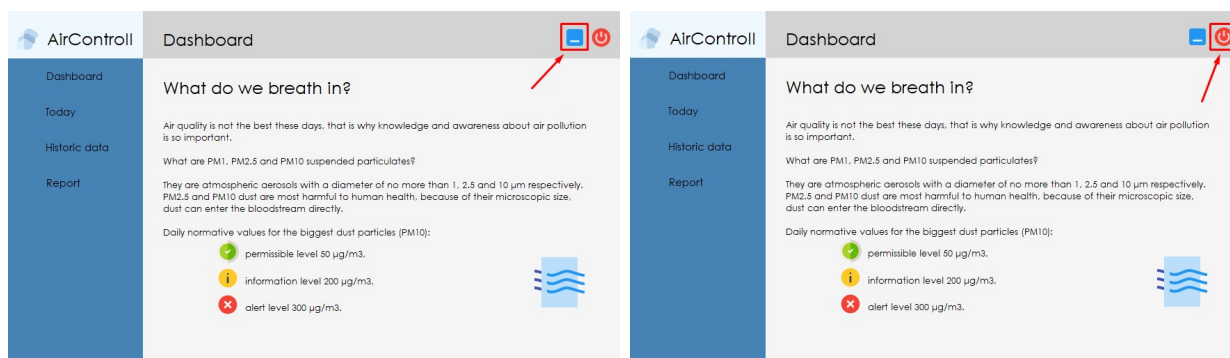 AirControll
Dashboard
Dashboard
Today
Historic data
Report
What do we breath in?
Air quality is not the best these days, that is why knowledge and awareness about air pollution
is so important.
What are PM1, PM2.5 and PM10 suspended particulates?
They are atmospheric aerosols with a diameter of no more than 1, 2.5 and 10 µm respectively.
PM2.5 and PM10 dust are most harmful to human health, because of their microscopic size,
dust can enter the bloodstream directly.
Daily normative values for the biggest dust particles (PM10):
permissible level 50 µg/m3,
information level 200 µg/m3,
alert level 300 µg/m3.
AirControll
Dashboard
Dashboard
Today
Historic data
Report
What do we breath in?
Air quality is not the best these days, that is why knowledge and awareness about air pollution
is so important.
What are PM1, PM2.5 and PM10 suspended particulates?
They are atmospheric aerosols with a diameter of no more than 1, 2.5 and 10 µm respectively.
PM2.5 and PM10 dust are most harmful to human health, because of their microscopic size,
dust can enter the bloodstream directly.
Daily normative values for the biggest dust particles (PM10):
permissible level 50 µg/m3,
information level 200 µg/m3,
alert level 300 µg/m3.